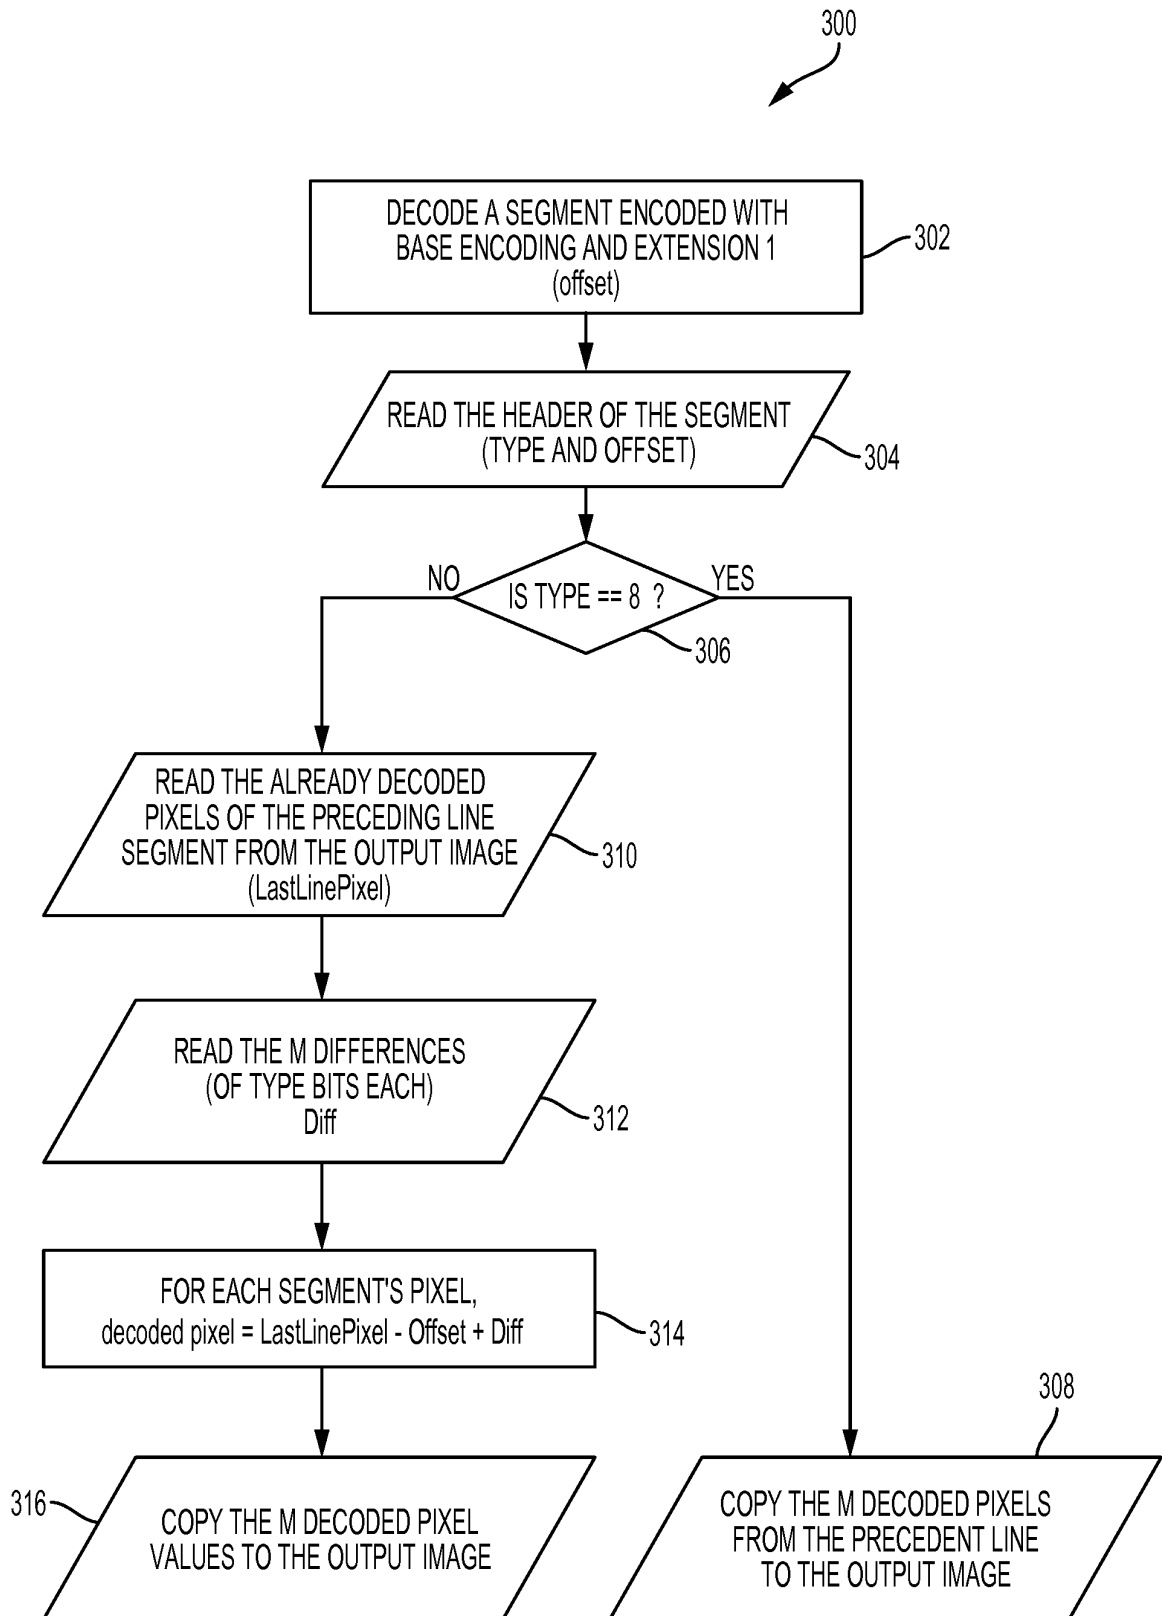 300
DECODE A SEGMENT ENCODED WITH
BASE ENCODING AND EXTENSION 1
(offset)
302
READ THE HEADER OF THE SEGMENT
(TYPE AND OFFSET)
304
NO
IS TYPE == 8 ?
YES
306
READ THE ALREADY DECODED
PIXELS OF THE PRECEDING LINE
SEGMENT FROM THE OUTPUT IMAGE
(LastLinePixel)
310
READ THE M DIFFERENCES
(OF TYPE BITS EACH)
Diff
312
FOR EACH SEGMENT'S PIXEL,
decoded pixel = LastLinePixel - Offset + Diff
314
316
COPY THE M DECODED PIXEL
VALUES TO THE OUTPUT IMAGE
308
COPY THE M DECODED PIXELS
FROM THE PRECEDENT LINE
TO THE OUTPUT IMAGE